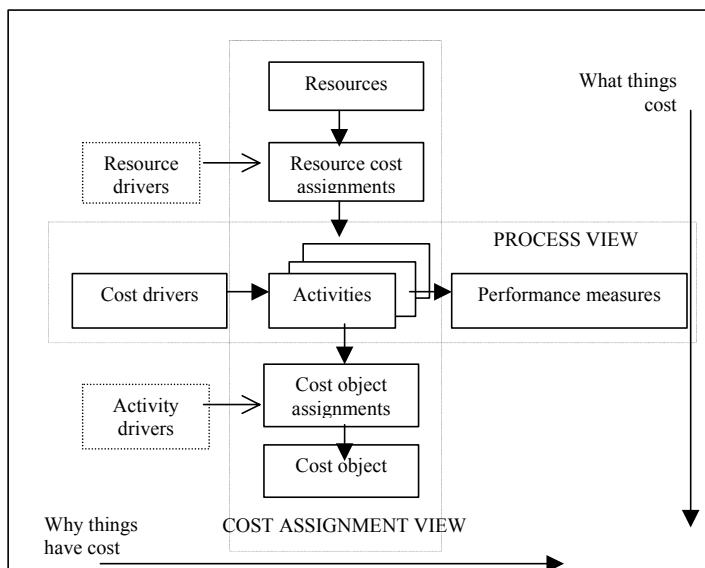 Resources
What things
cost
Resource
drivers
Resource cost
assignments
PROCESS VIEW
Cost drivers
Activities
Performance measures
Cost object
assignments
Activity
drivers
Cost object
Why things
have cost
COST ASSIGNMENT VIEW